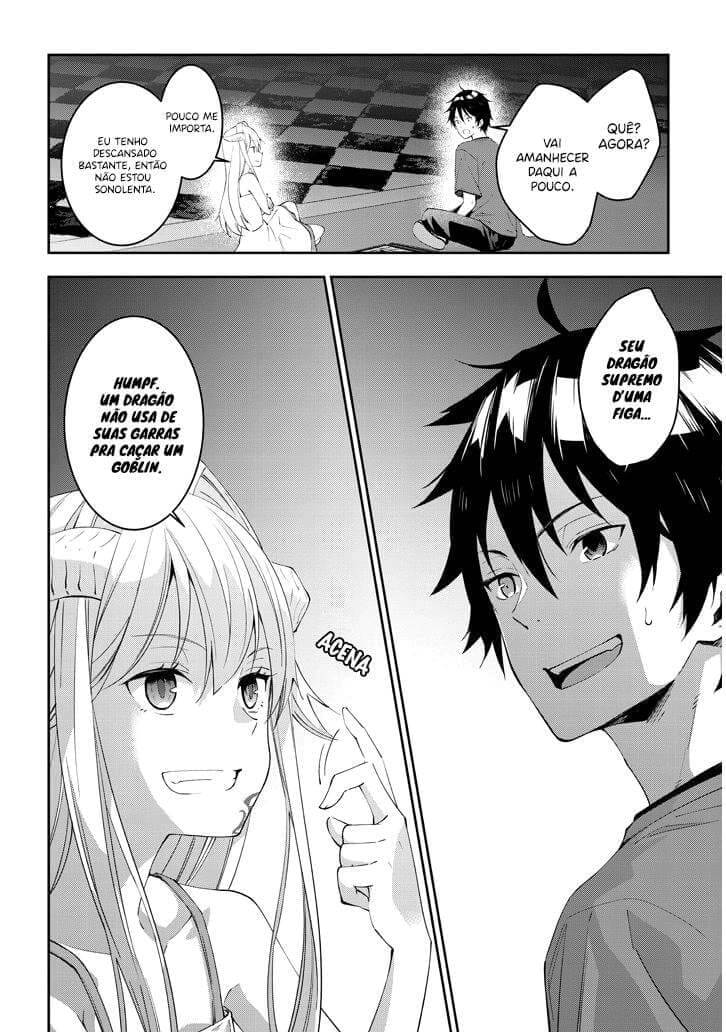 QUÊ?
AGORA?
VAI
AMANHECER
DAQUI A
POUCO.
POUCO ME
IMPORTA.
EU TENHO
DESCANSADO
BASTANTE, ENTÃO
NÃO ESTOU
SONOLENTA.
SEU
DRAGÃO
SUPREMO
D'UMA
FIGA...
HUMPF.
UM DRAGÃO
NÃO USA DE
SUAS GARRAS
PRA CAÇAR UM
GOBLIN.
ACENA